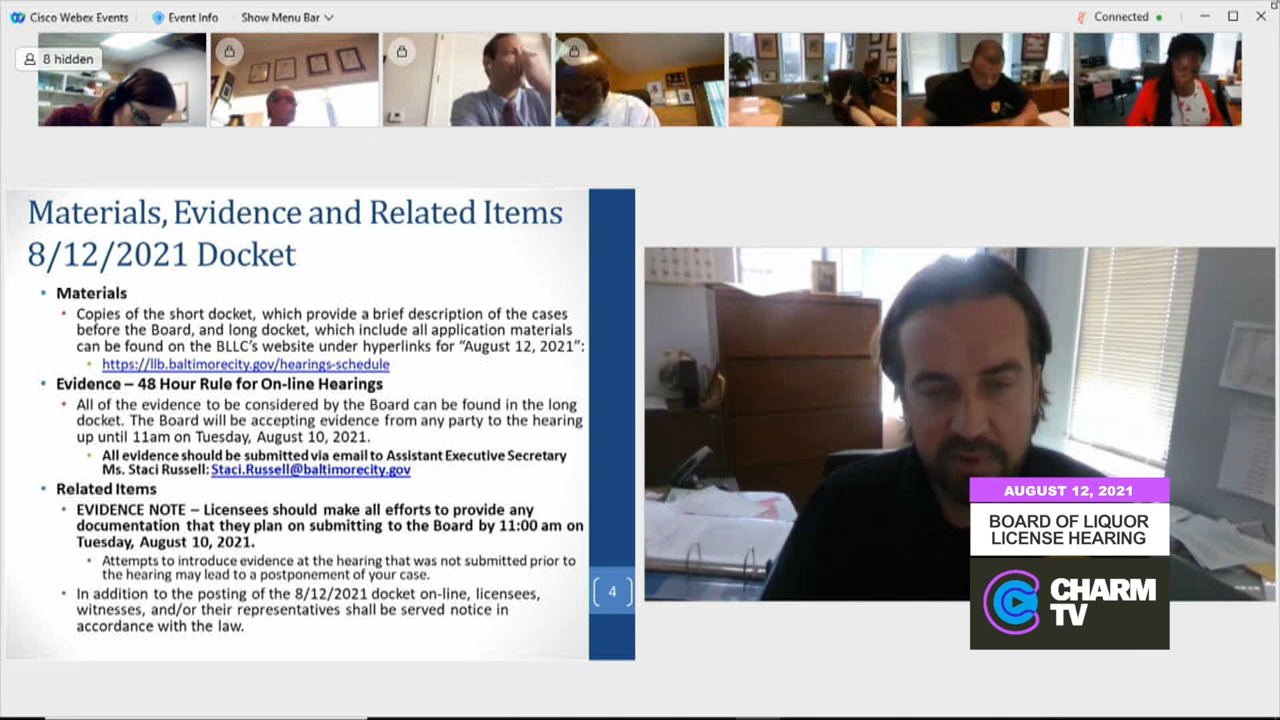 Cisco Webex Events
Event Info
Show Menu Bar
Connected
8 hidden
Materials, Evidence and Related Items
8/12/2021 Docket
• Materials
• Copies of the short docket, which provide a brief description of the cases
before the Board, and long docket, which include all application materials
can be found on the BLLC's website under hyperlinks for "August 12, 2021":
• https://llb.baltimorecity.gov/hearings-schedule
• Evidence – 48 Hour Rule for On-line Hearings
• All of the evidence to be considered by the Board can be found in the long
docket. The Board will be accepting evidence from any party to the hearing
up until 11am on Tuesday, August 10, 2021.
• All evidence should be submitted via email to Assistant Executive Secretary
Ms. Staci Russell: Staci.Russell@baltimorecity.gov
• Related Items
• EVIDENCE NOTE – Licensees should make all efforts to provide any
documentation that they plan on submitting to the Board by 11:00 am on
Tuesday, August 10, 2021.
• Attempts to introduce evidence at the hearing that was not submitted prior to
the hearing may lead to a postponement of your case.
• In addition to the posting of the 8/12/2021 docket on-line, licensees,
witnesses, and/or their representatives shall be served notice in
accordance with the law.
4
AUGUST 12, 2021
BOARD OF LIQUOR
LICENSE HEARING
CHARM
TV